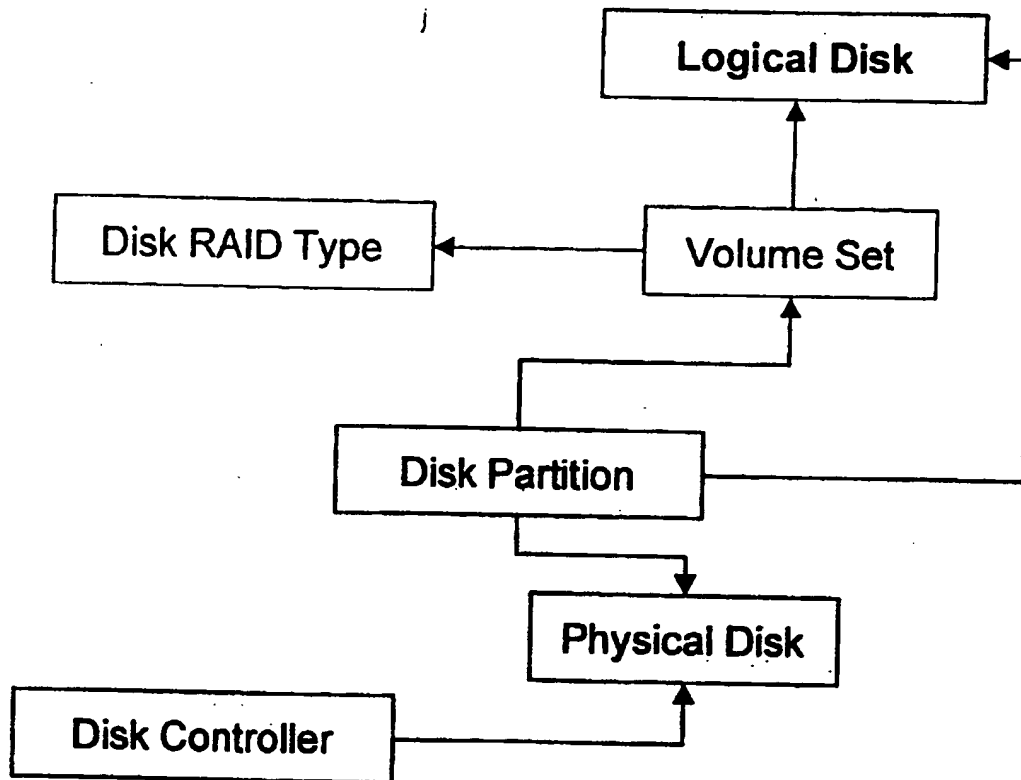 Logical Disk
Disk RAID Type
Volume Set
Disk Partition
Physical Disk
Disk Controller